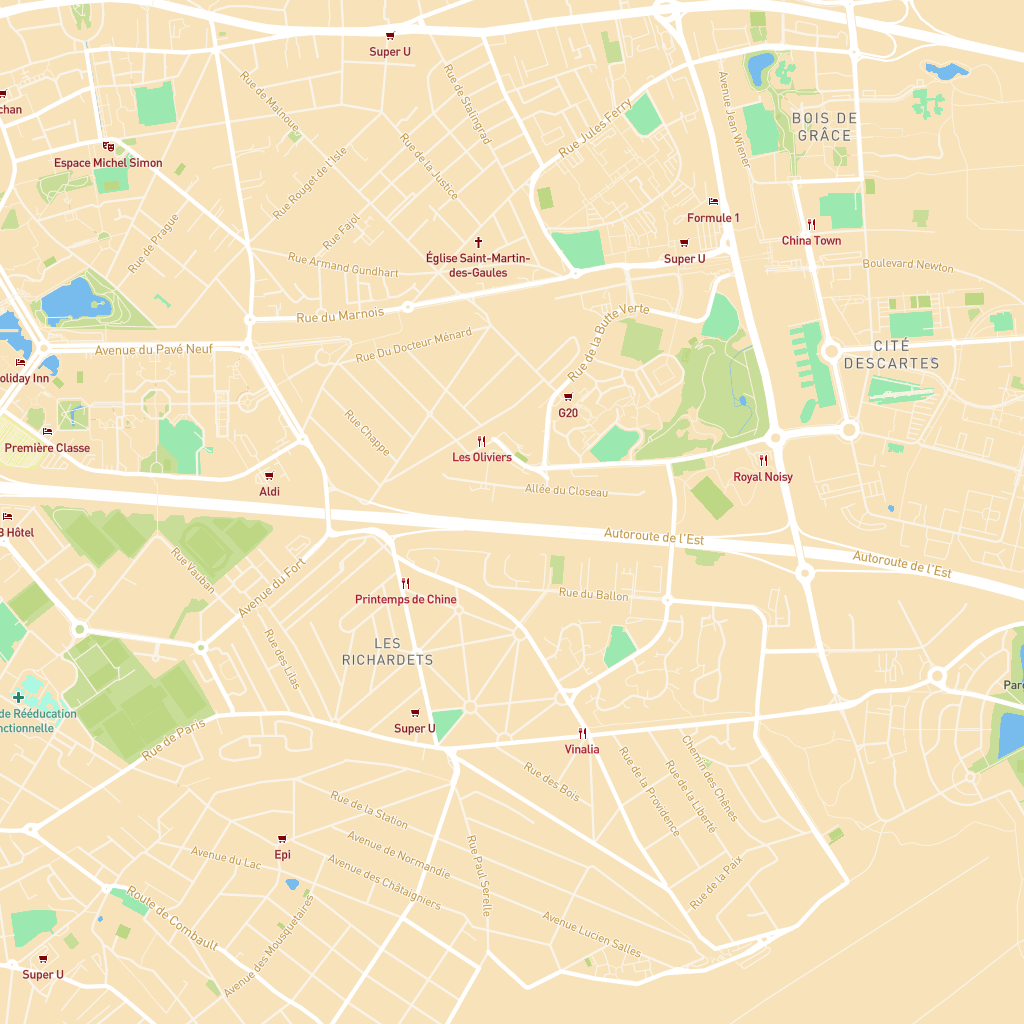 Super U
Rue de Malnoue
Rue de Stalingrad
chan
Rue Jules Ferry
Avenue Jean Wiener
BOIS DE
GRÂCE
Espace Michel Simon
Rue Rouget de l'Isle
Rue de la Justice
Formule 1
Rue de Prague
Rue Fajol
China Town
Église Saint-Martin-
des-Gaules
Super U
Rue Armand Gundhart
Boulevard Newton
Rue du Marnois
Rue de la Butte Verte
Avenue du Pavé Neuf
Rue Du Docteur Ménard
CITÉ
DESCARTES
oliday Inn
G20
Rue Chappe
Première Classe
Les Oliviers
Royal Noisy
Aldi
Allée du Closeau
B Hôtel
Autoroute de l'Est
Autoroute de l'Est
Rue Vauban
Avenue du Fort
Printemps de Chine
Rue du Ballon
LES
RICHARDETS
Rue des Lilas
Parc
de Rééducation
nctionnelle
Super U
Rue de Paris
Vinalia
Chemin des Chênes
Rue de la Providence
Rue de la Liberté
Rue des Bois
Rue de la Station
Epi
Avenue du Lac
Avenue de Normandie
Avenue des Châtaigniers
Rue Paul Serelle
Rue de la Paix
Route de Combault
Avenue des Mousquetaires
Avenue Lucien Salles
Super U